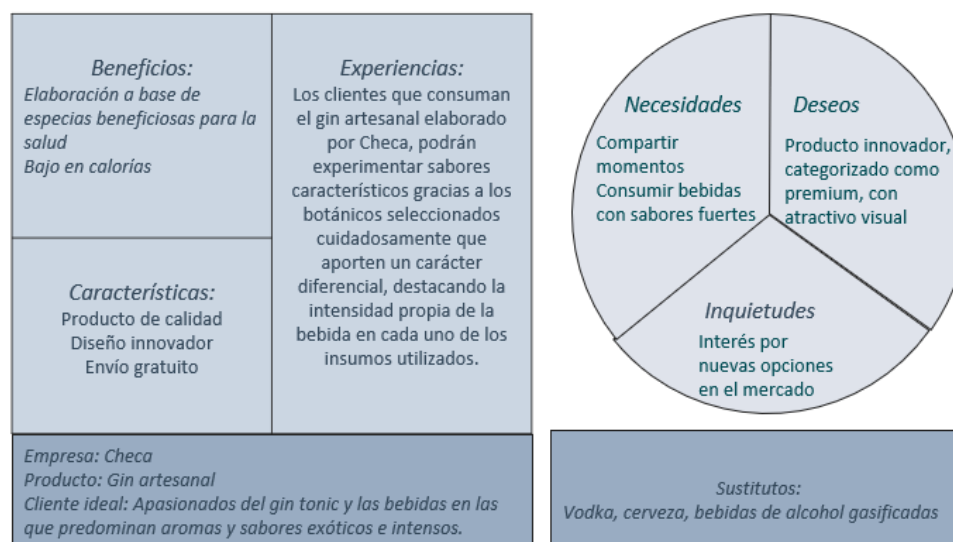 Beneficios:
Elaboración a base de
especias beneficiosas para la
salud
Bajo en calorías
Experiencias:
Los clientes que consuman
el gin artesanal elaborado
por Checa, podrán
experimentar sabores
característicos gracias a los
botánicos seleccionados
cuidadosamente que
aporten un carácter
diferencial, destacando la
intensidad propia de la
bebida en cada uno de los
insumos utilizados.
Características:
Producto de calidad
Diseño innovador
Envío gratuito
Necesidades
Compartir
momentos
Consumir bebidas
con sabores fuertes
Deseos
Producto innovador,
categorizado como
premium, con
atractivo visual
Inquietudes
Interés por
nuevas opciones
en el mercado
Empresa: Checa
Producto: Gin artesanal
Cliente ideal: Apasionados del gin tonic y las bebidas en las
que predominan aromas y sabores exóticos e intensos.
Sustitutos:
Vodka, cerveza, bebidas de alcohol gasificadas